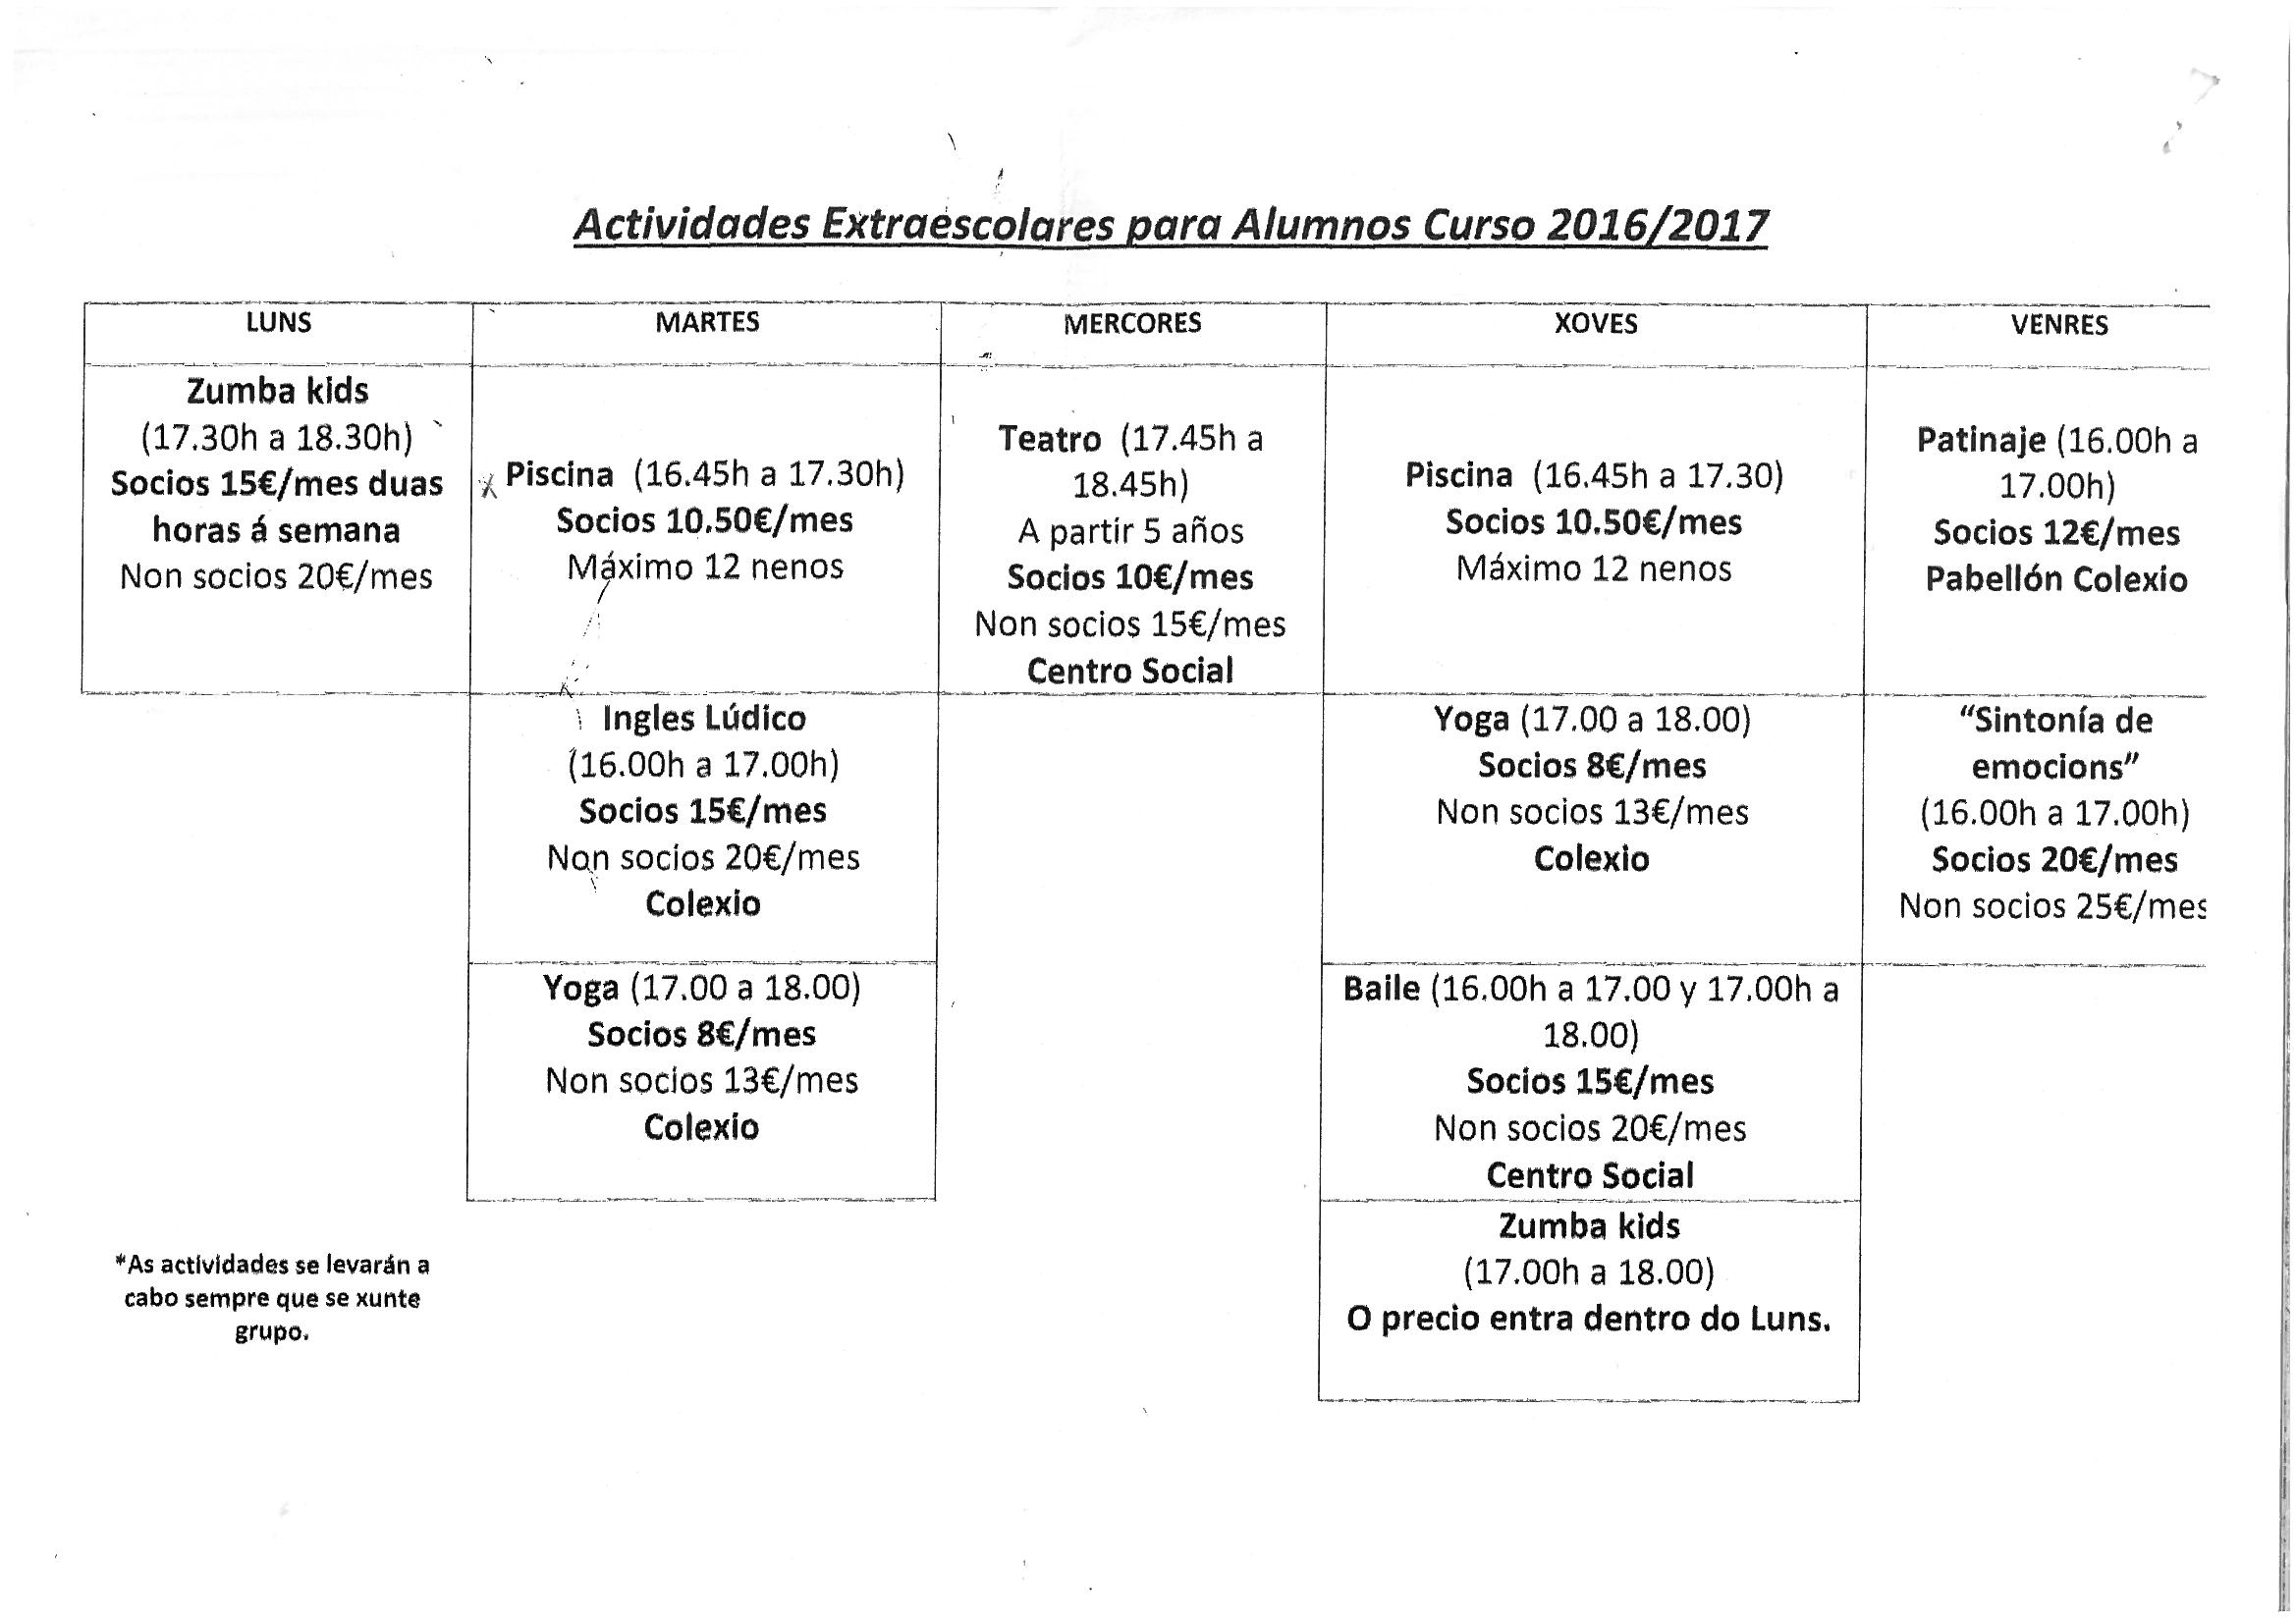 Actividades Extraescolares para Alumnos Curso 2016/2017
LUNS
MARTES
MERCORES
XOVES
VENRES
Zumba kids
(17.30h a 18.30h)
Socios 15€/mes duas
horas á semana
Non socios 20€/mes
Piscina (16.45h a 17.30h)
Socios 10.50€/mes
Máximo 12 nenos
Teatro (17.45h a
18.45h)
A partir 5 años
Socios 10€/mes
Non socios 15€/mes
Centro Social
Piscina (16.45h a 17.30)
Socios 10.50€/mes
Máximo 12 nenos
Patinaje (16.00h a
17.00h)
Socios 12€/mes
Pabellón Colexio
Ingles Lúdico
(16.00h a 17.00h)
Socios 15€/mes
Non socios 20€/mes
Colexio
Yoga (17.00 a 18.00)
Socios 8€/mes
Non socios 13€/mes
Colexio
“Sintonía de
emocions”
(16.00h a 17.00h)
Socios 20€/mes
Non socios 25€/mes
Yoga (17.00 a 18.00)
Socios 8€/mes
Non socios 13€/mes
Colexio
Baile (16.00h a 17.00 y 17.00h a
18.00)
Socios 15€/mes
Non socios 20€/mes
Centro Social
Zumba kids
(17.00h a 18.00)
O precio entra dentro do Luns.
*As actividades se levarán a
cabo sempre que se xunte
grupo.